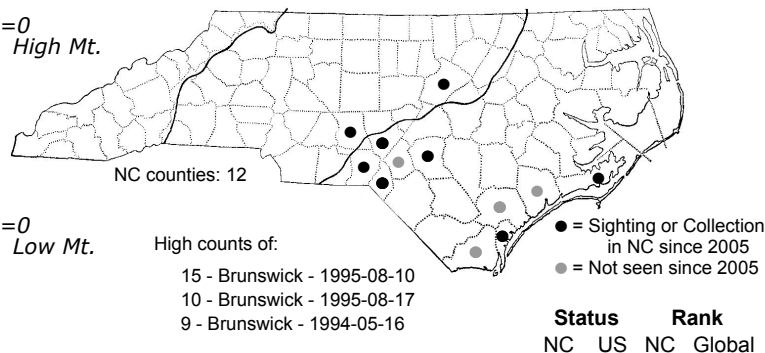 =0
High Mt.
NC counties: 12
=0
Low Mt.
High counts of:
15 - Brunswick - 1995-08-10
10 - Brunswick - 1995-08-17
9 - Brunswick - 1994-05-16
= Sighting or Collection
in NC since 2005
= Not seen since 2005
Status Rank
NC US NC Global